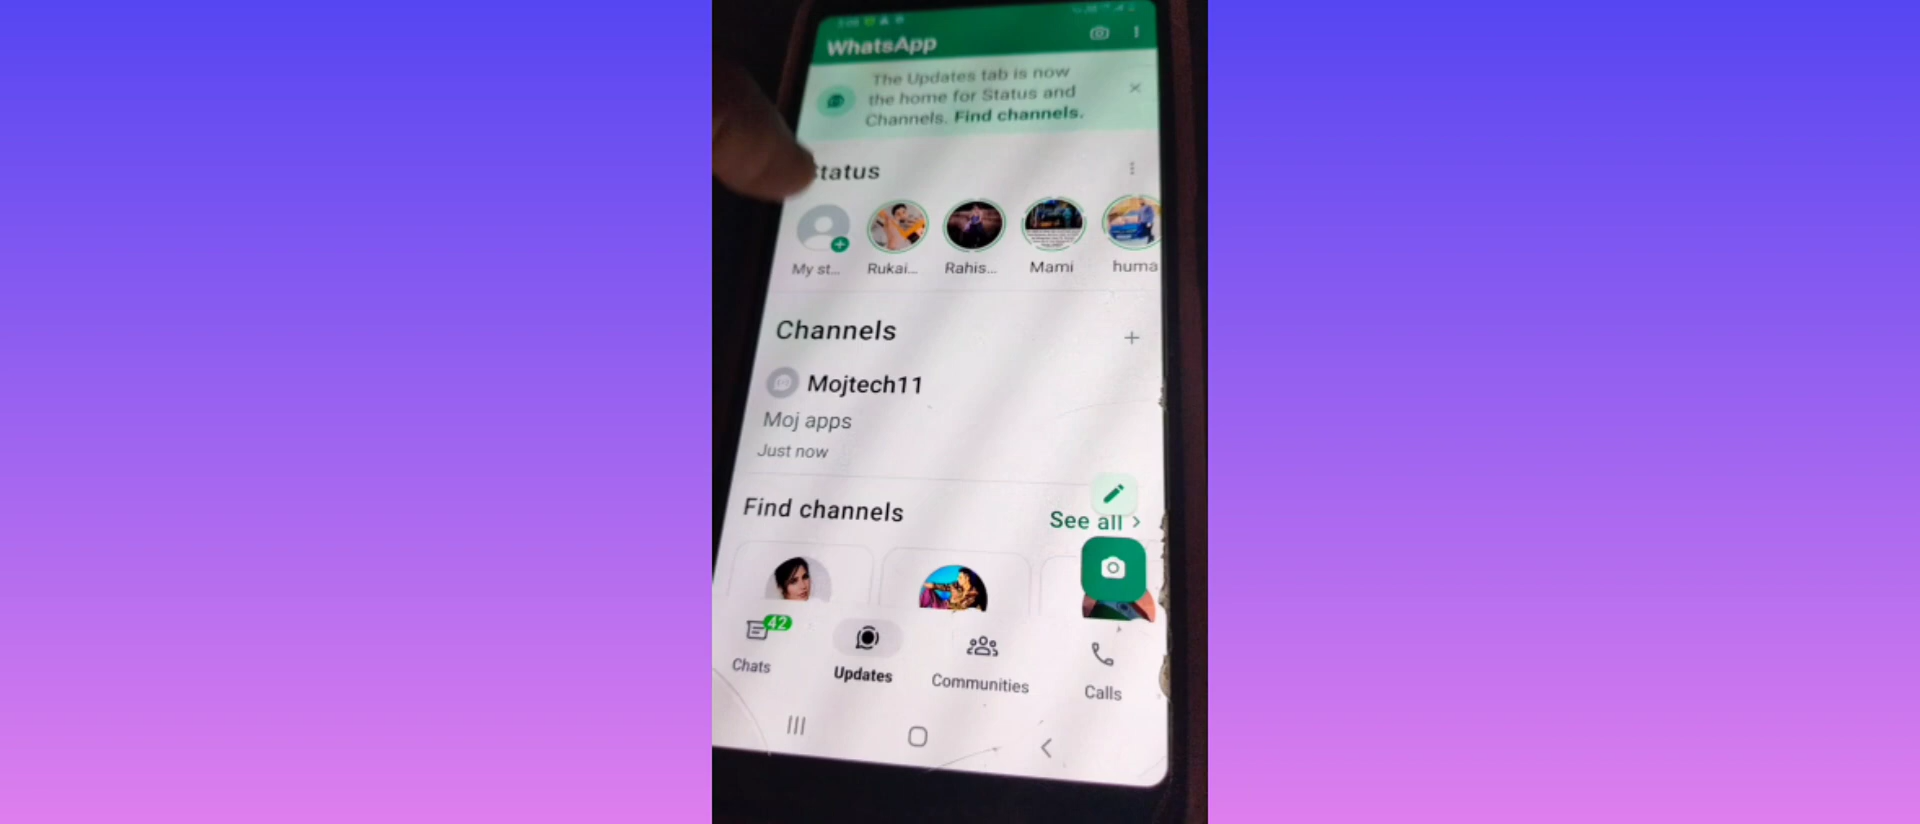 WhatsApp
The Updates tab is now
the home for Status and
Channels. Find channels.
Status
My st...
Rukai...
Rahis...
Mami
huma
Channels
Mojtech11
Moj apps
Just now
Find channels
See all
42
Chats
Updates
Communities
Calls